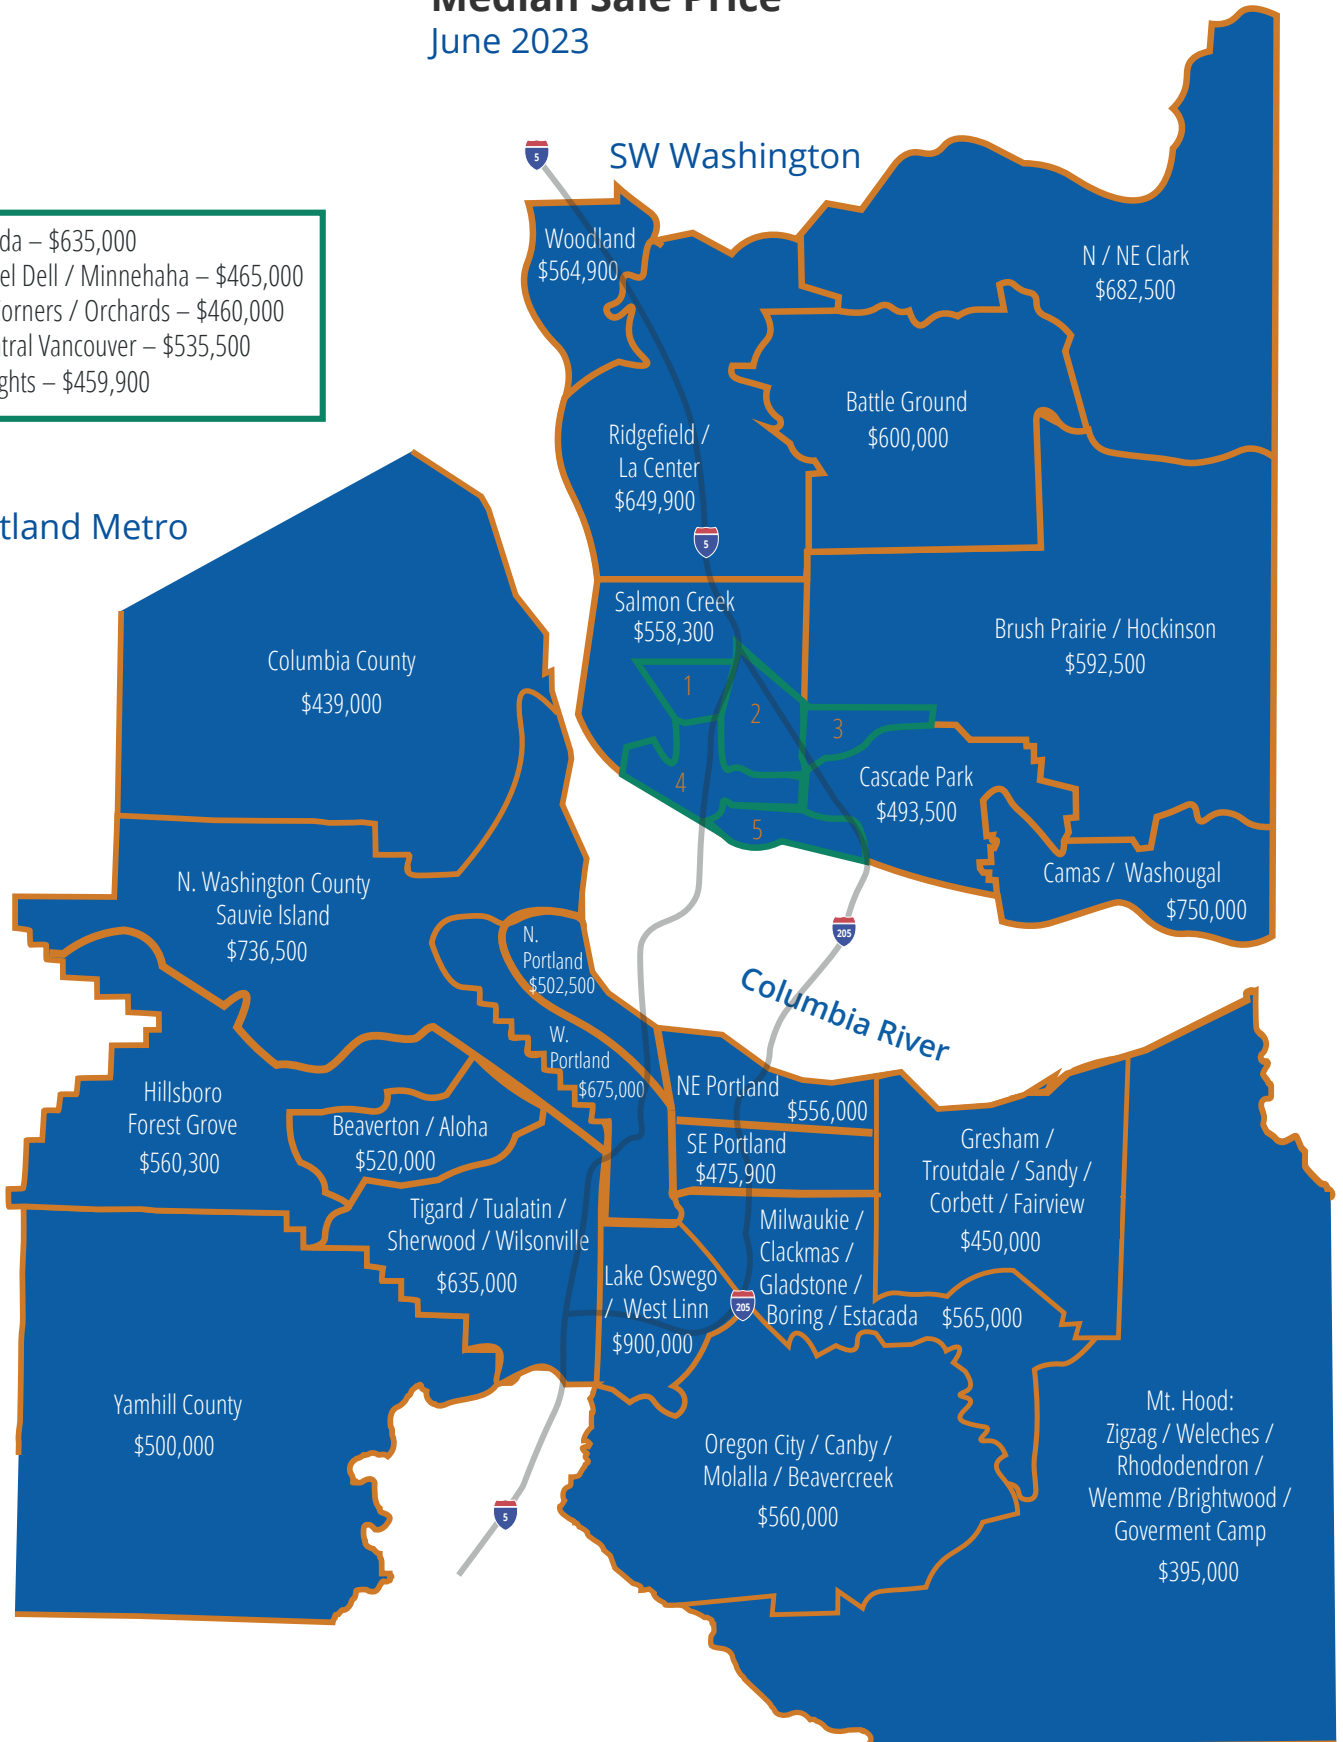 Median Sale Price
June 2023
SW Washington
da – $635,000
el Dell / Minnehaha – $465,000
orners / Orchards – $460,000
tral Vancouver – $535,500
ghts – $459,900
5
Woodland
$564,900
N / NE Clark
$682,500
Battle Ground
$600,000
Ridgefield /
La Center
$649,900
5
tland Metro
Salmon Creek
$558,300
Brush Prairie / Hockinson
$592,500
Columbia County
$439,000
1
2
3
4
5
Cascade Park
$493,500
Camas / Washougal
$750,000
N. Washington County
Sauvie Island
$736,500
N.
Portland
$502,500
205
Columbia River
W.
Portland
$675,000
NE Portland
$556,000
Hillsboro
Forest Grove
$560,300
Beaverton / Aloha
$520,000
SE Portland
$475,900
Gresham /
Troutdale / Sandy /
Corbett / Fairview
$450,000
Tigard / Tualatin /
Sherwood / Wilsonville
$635,000
Milwaukie /
Clackmas /
Gladstone /
Boring / Estacada $565,000
Lake Oswego
/ West Linn
$900,000
205
Yamhill County
$500,000
Oregon City / Canby /
Molalla / Beavercreek
$560,000
Mt. Hood:
Zigzag / Weleches /
Rhododendron /
Wemme /Brightwood /
Goverment Camp
$395,000
5